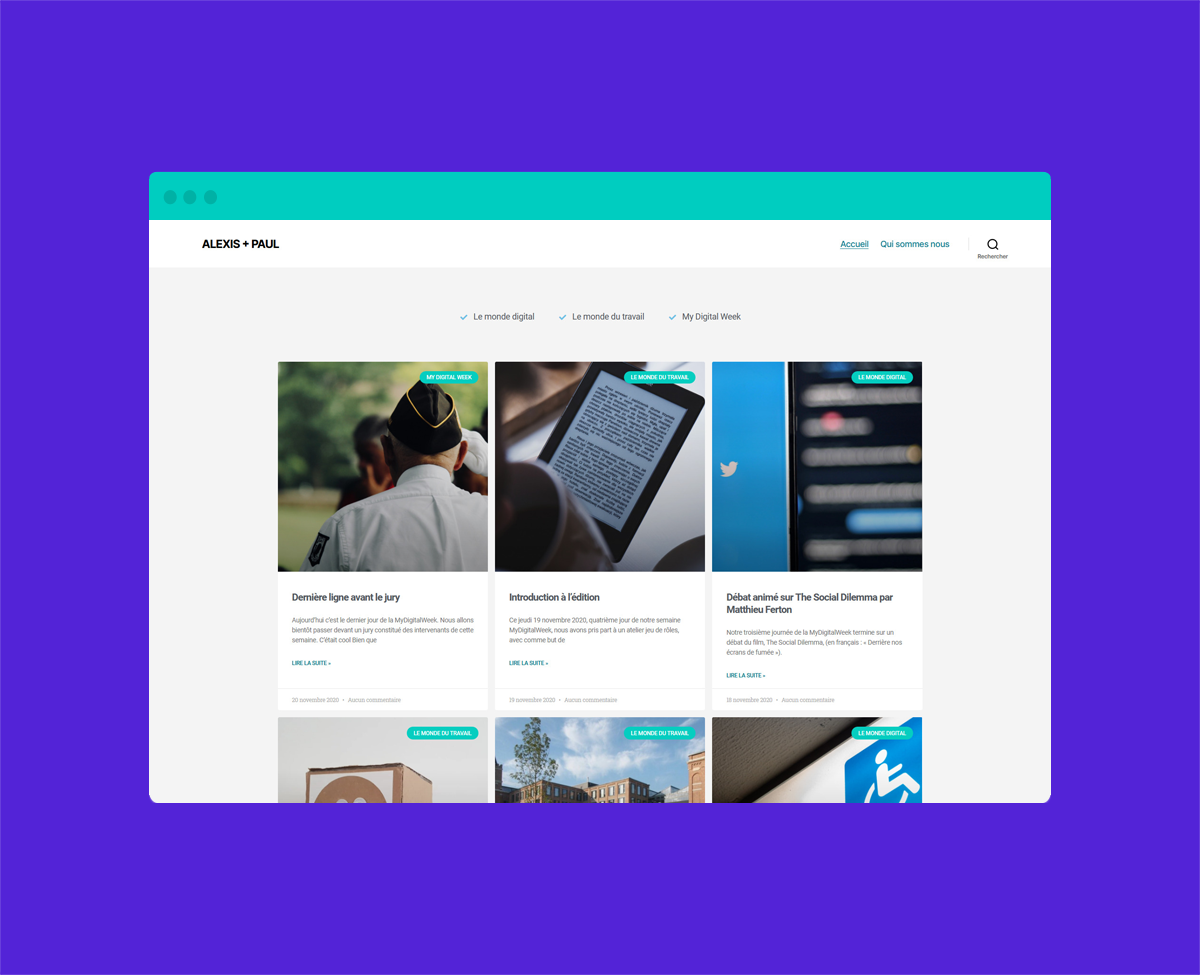 ALEXIS + PAUL
Accueil
Qui sommes nous
Rechercher
Le monde digital
Le monde du travail
My Digital Week
MY DIGITAL WEEK
LE MONDE DU TRAVAIL
LE MONDE DIGITAL
Dernière ligne avant le jury
Aujourd'hui c'est le dernier jour de la MyDigitalWeek. Nous allons
bientôt passer devant un jury constitué des intervenants de cette
semaine. C'était cool Bien que
LIRE LA SUITE »
20 novembre 2020 • Aucun commentaire
Introduction à l'édition
Ce jeudi 19 novembre 2020, quatrième jour de notre semaine
MyDigitalWeek, nous avons pris part à un atelier jeu de rôles,
avec comme but de
LIRE LA SUITE »
19 novembre 2020 • Aucun commentaire
Débat animé sur The Social Dilemma par
Matthieu Ferton
Notre troisième journée de la MyDigitalWeek termine sur un
débat du film, The Social Dilemma, (en français : « Derrière nos
écrans de fumée »).
LIRE LA SUITE »
18 novembre 2020 • Aucun commentaire
LE MONDE DU TRAVAIL
LE MONDE DU TRAVAIL
LE MONDE DIGITAL